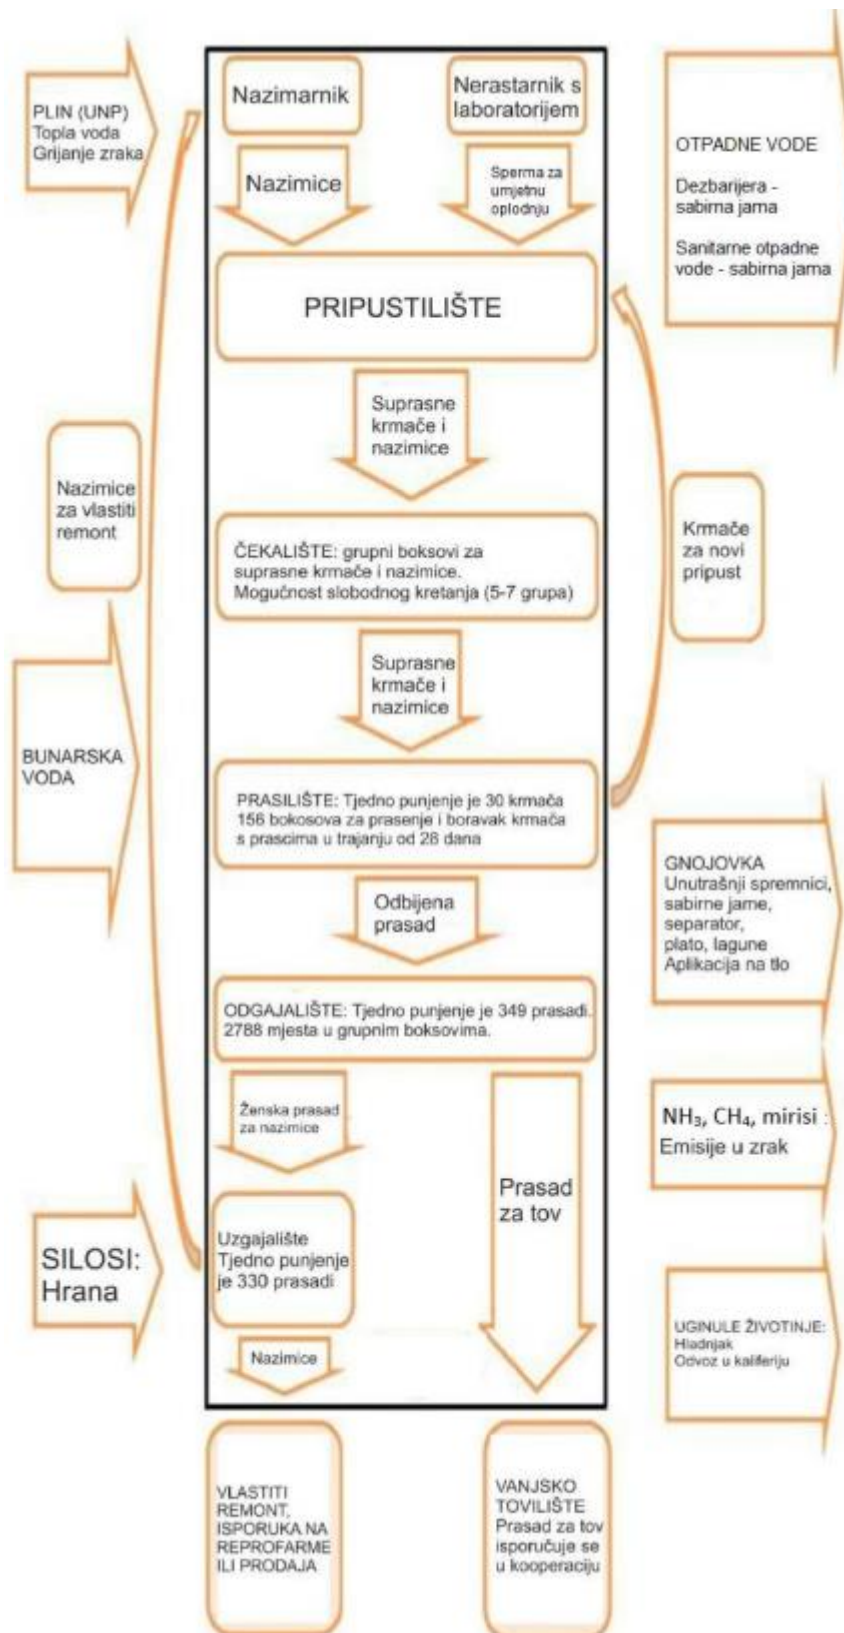 Nazimarnik
Nerastarnik s
laboratorijem
PLIN (UNP)
Topla voda
Grijanje zraka
OTPADNE VODE
Dezbarijera -
sabirna jama
Sanitarne otpadne
vode - sabirna jama
Nazimice
Sperma za
umjetnu
oplodnju
PRIPUSTILIŠTE
Suprasne
krmače i
nazimice
Nazimice
za vlastiti
remont
Krmače
za novi
pripust
ČEKALIŠTE: grupni boksovi za
suprasne krmače i nazimice.
Mogučnost slobodnog kretanja (5-7 grupa)
Suprasne
krmače i
nazimice
BUNARSKA
VODA
PRASILIŠTE: Tjedno punjenje je 30 krmača
156 bokosova za prasenje i boravak krmača
s prascima u trajanju od 28 dana
GNOJOVKA
Unutrašnji spremnici,
sabirne jame,
separator,
plato, lagune
Aplikacija na tlo
Odbijena
prasad
ODGAJALIŠTE: Tjedno punjenje je 349 prasadi.
2788 mjesta u grupnim boksovima.
Ženska prasad
za nazimice
NH₃, CH₄, mirisi :
Emisije u zrak
Prasad
za tov
SILOSI:
Hrana
Uzgajalište
Tjedno punjenje
je 330 prasadi
UGINULE ŽIVOTINJE:
Hladnjak
Odvoz u kafileriju
Nazimice
VLASTITI
REMONT,
ISPORUKA NA
REPROFARME
ILI PRODAJA
VANJSKO
TOVILIŠTE
Prasad za tov
isporučuje se
u kooperaciju